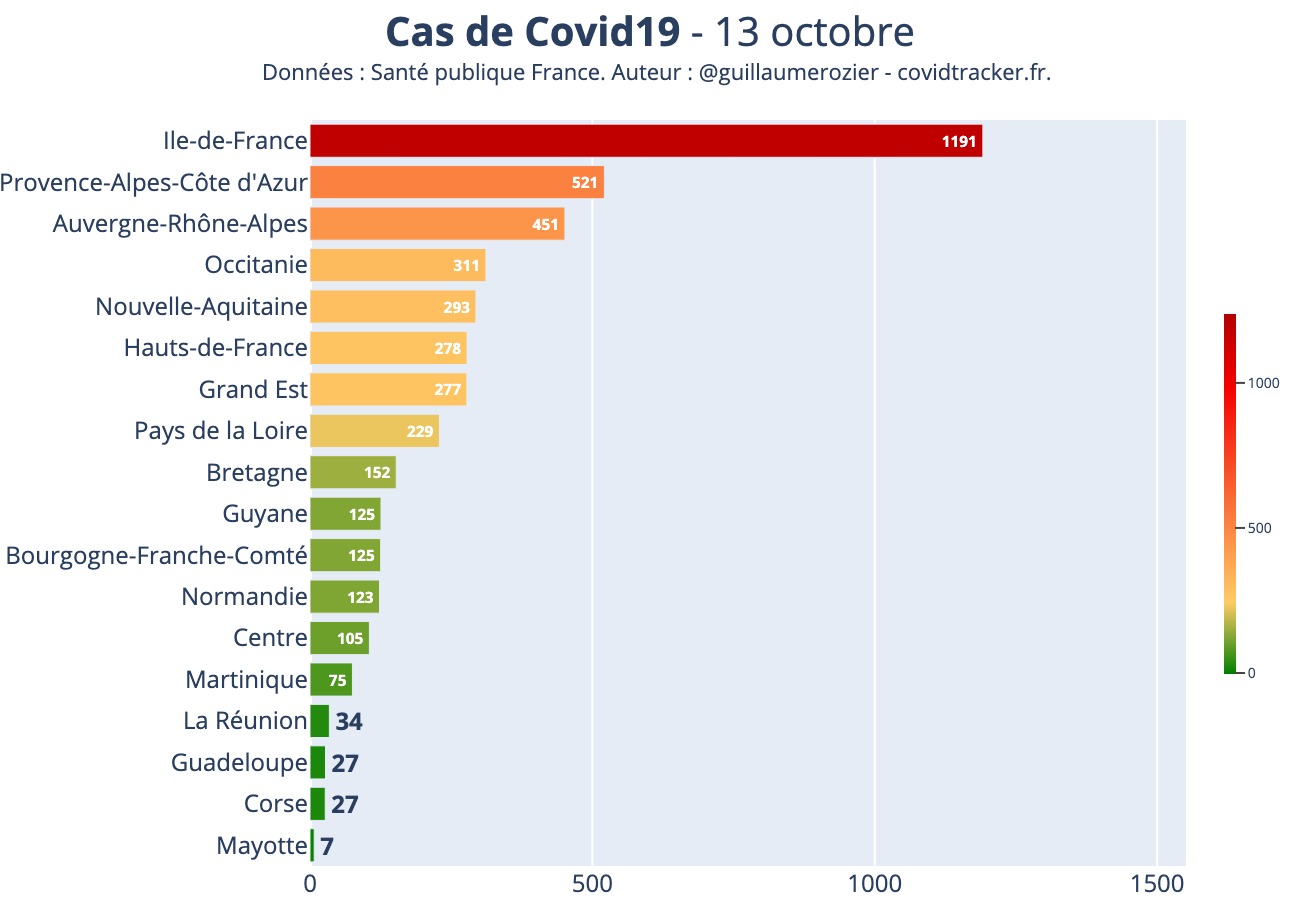 Cas de Covid19 - 13 octobre
Données : Santé publique France. Auteur : @guillaumerozier - covidtracker.fr.
Ile-de-France 1191
Provence-Alpes-Côte d'Azur 521
Auvergne-Rhône-Alpes 451
Occitanie 311
Nouvelle-Aquitaine 293
Hauts-de-France 278
Grand Est 277
Pays de la Loire 229
Bretagne 152
Guyane 125
Bourgogne-Franche-Comté 125
Normandie 123
Centre 105
Martinique 75
La Réunion 34
Guadeloupe 27
Corse 27
Mayotte 7
0 500 1000 1500
1000
500
0